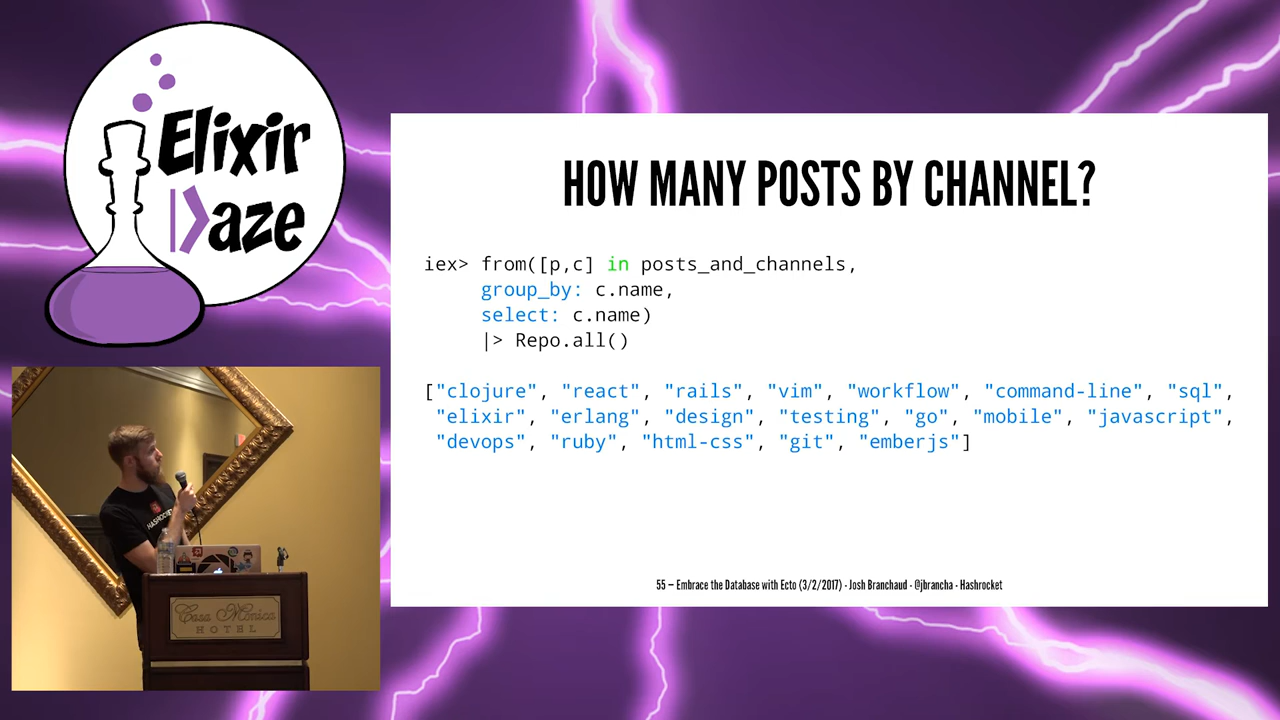 Elixir
|>aze
HOW MANY POSTS BY CHANNEL?
iex> from([p,c] in posts_and_channels,
group_by: c.name,
select: c.name)
|> Repo.all()
["clojure", "react", "rails", "vim", "workflow", "command-line", "sql",
"elixir", "erlang", "design", "testing", "go", "mobile", "javascript",
"devops", "ruby", "html-css", "git", "emberjs"]
55 — Embrace the Database with Ecto (3/2/2017) · Josh Branchaud · @jbrancha · Hashrocket
Casa Monica
HOTEL